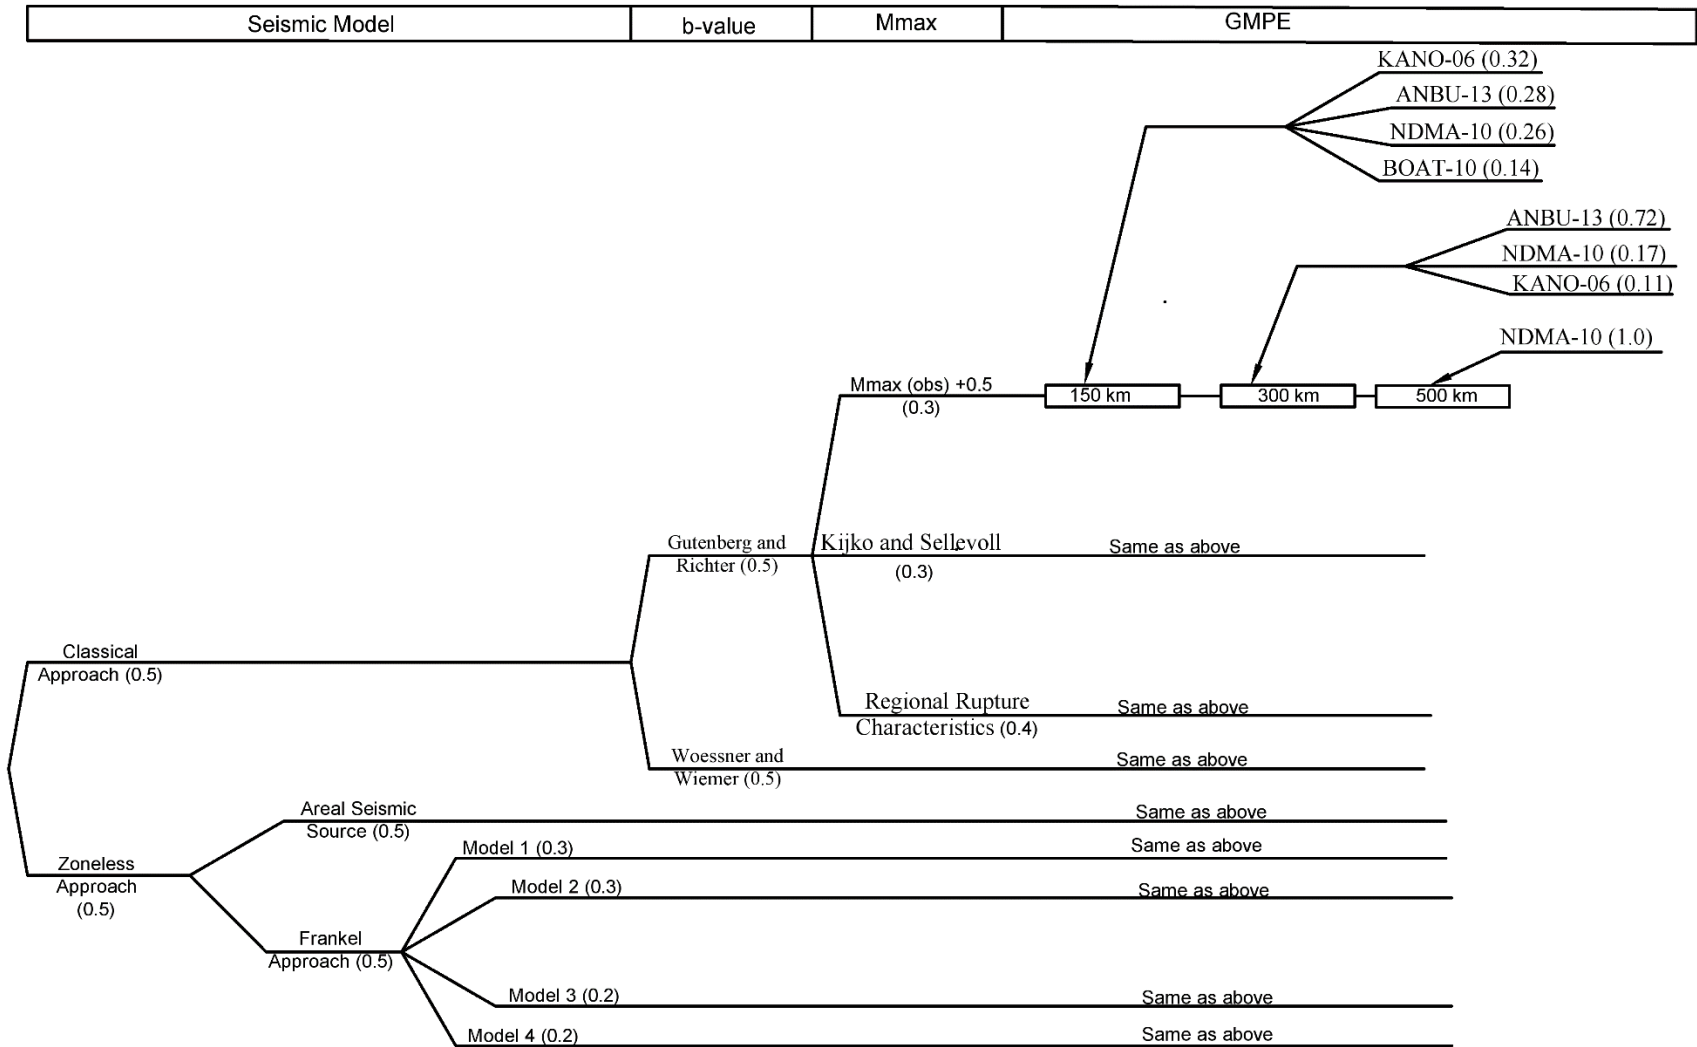 Seismic Model
b-value
Mmax
GMPE
KANO-06 (0.32)
ANBU-13 (0.28)
NDMA-10 (0.26)
BOAT-10 (0.14)
ANBU-13 (0.72)
NDMA-10 (0.17)
KANO-06 (0.11)
NDMA-10 (1.0)
Mmax (obs) +0.5
(0.3)
150 km
300 km
500 km
Gutenberg and
Richter (0.5)
Kijko and Sellevoll
(0.3)
Same as above
Classical
Approach (0.5)
Regional Rupture
Characteristics (0.4)
Same as above
Woessner and
Wiemer (0.5)
Same as above
Areal Seismic
Source (0.5)
Same as above
Zoneless
Approach
(0.5)
Model 1 (0.3)
Same as above
Model 2 (0.3)
Same as above
Frankel
Approach (0.5)
Model 3 (0.2)
Same as above
Model 4 (0.2)
Same as above